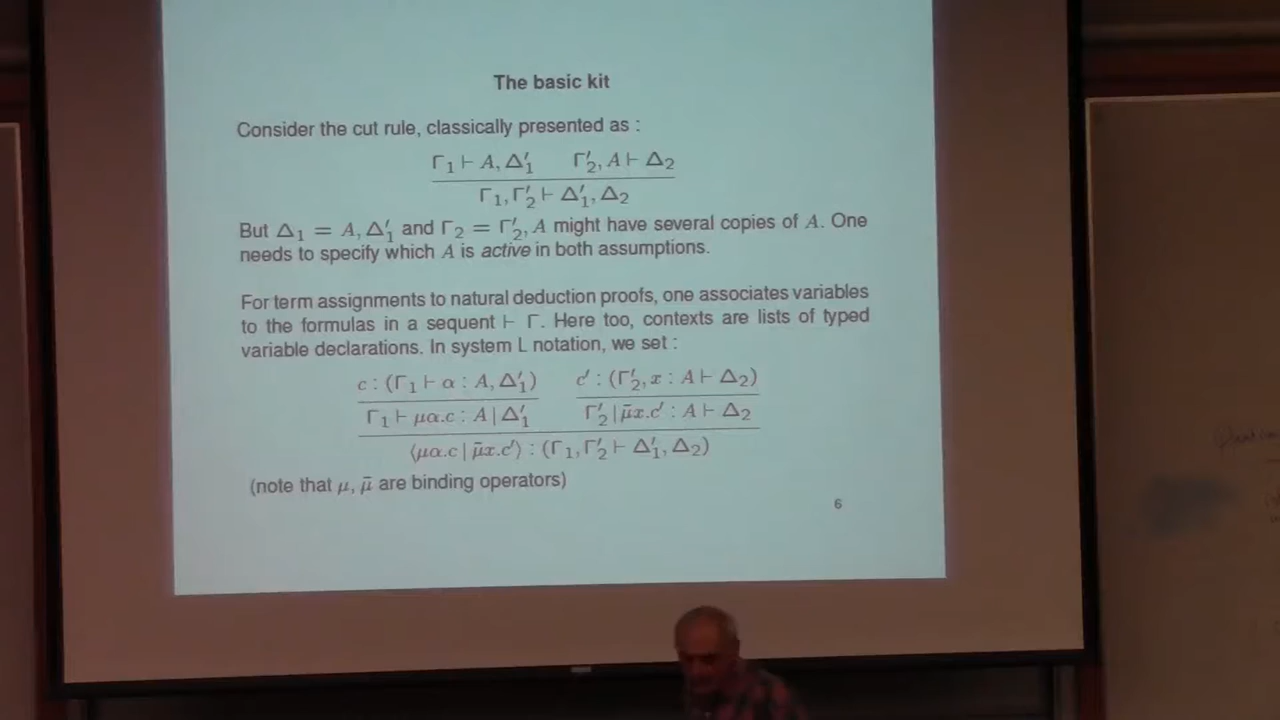 The basic kit
Consider the cut rule, classically presented as :
Γ₁ ⊢ A, Δ′₁    Γ′₂, A ⊢ Δ₂
Γ₁, Γ′₂ ⊢ Δ′₁, Δ₂
But Δ₁ = A, Δ′₁ and Γ₂ = Γ′₂, A might have several copies of A. One
needs to specify which A is active in both assumptions.
For term assignments to natural deduction proofs, one associates variables
to the formulas in a sequent ⊢ Γ. Here too, contexts are lists of typed
variable declarations. In system L notation, we set :
c : (Γ₁ ⊢ α : A, Δ′₁)    c′ : (Γ′₂, x : A ⊢ Δ₂)
Γ₁ ⊢ μα.c : A | Δ′₁    Γ′₂ | μ̄x.c′ : A ⊢ Δ₂
⟨μα.c | μ̄x.c′⟩ : (Γ₁, Γ′₂ ⊢ Δ′₁, Δ₂)
(note that μ, μ̄ are binding operators)
6